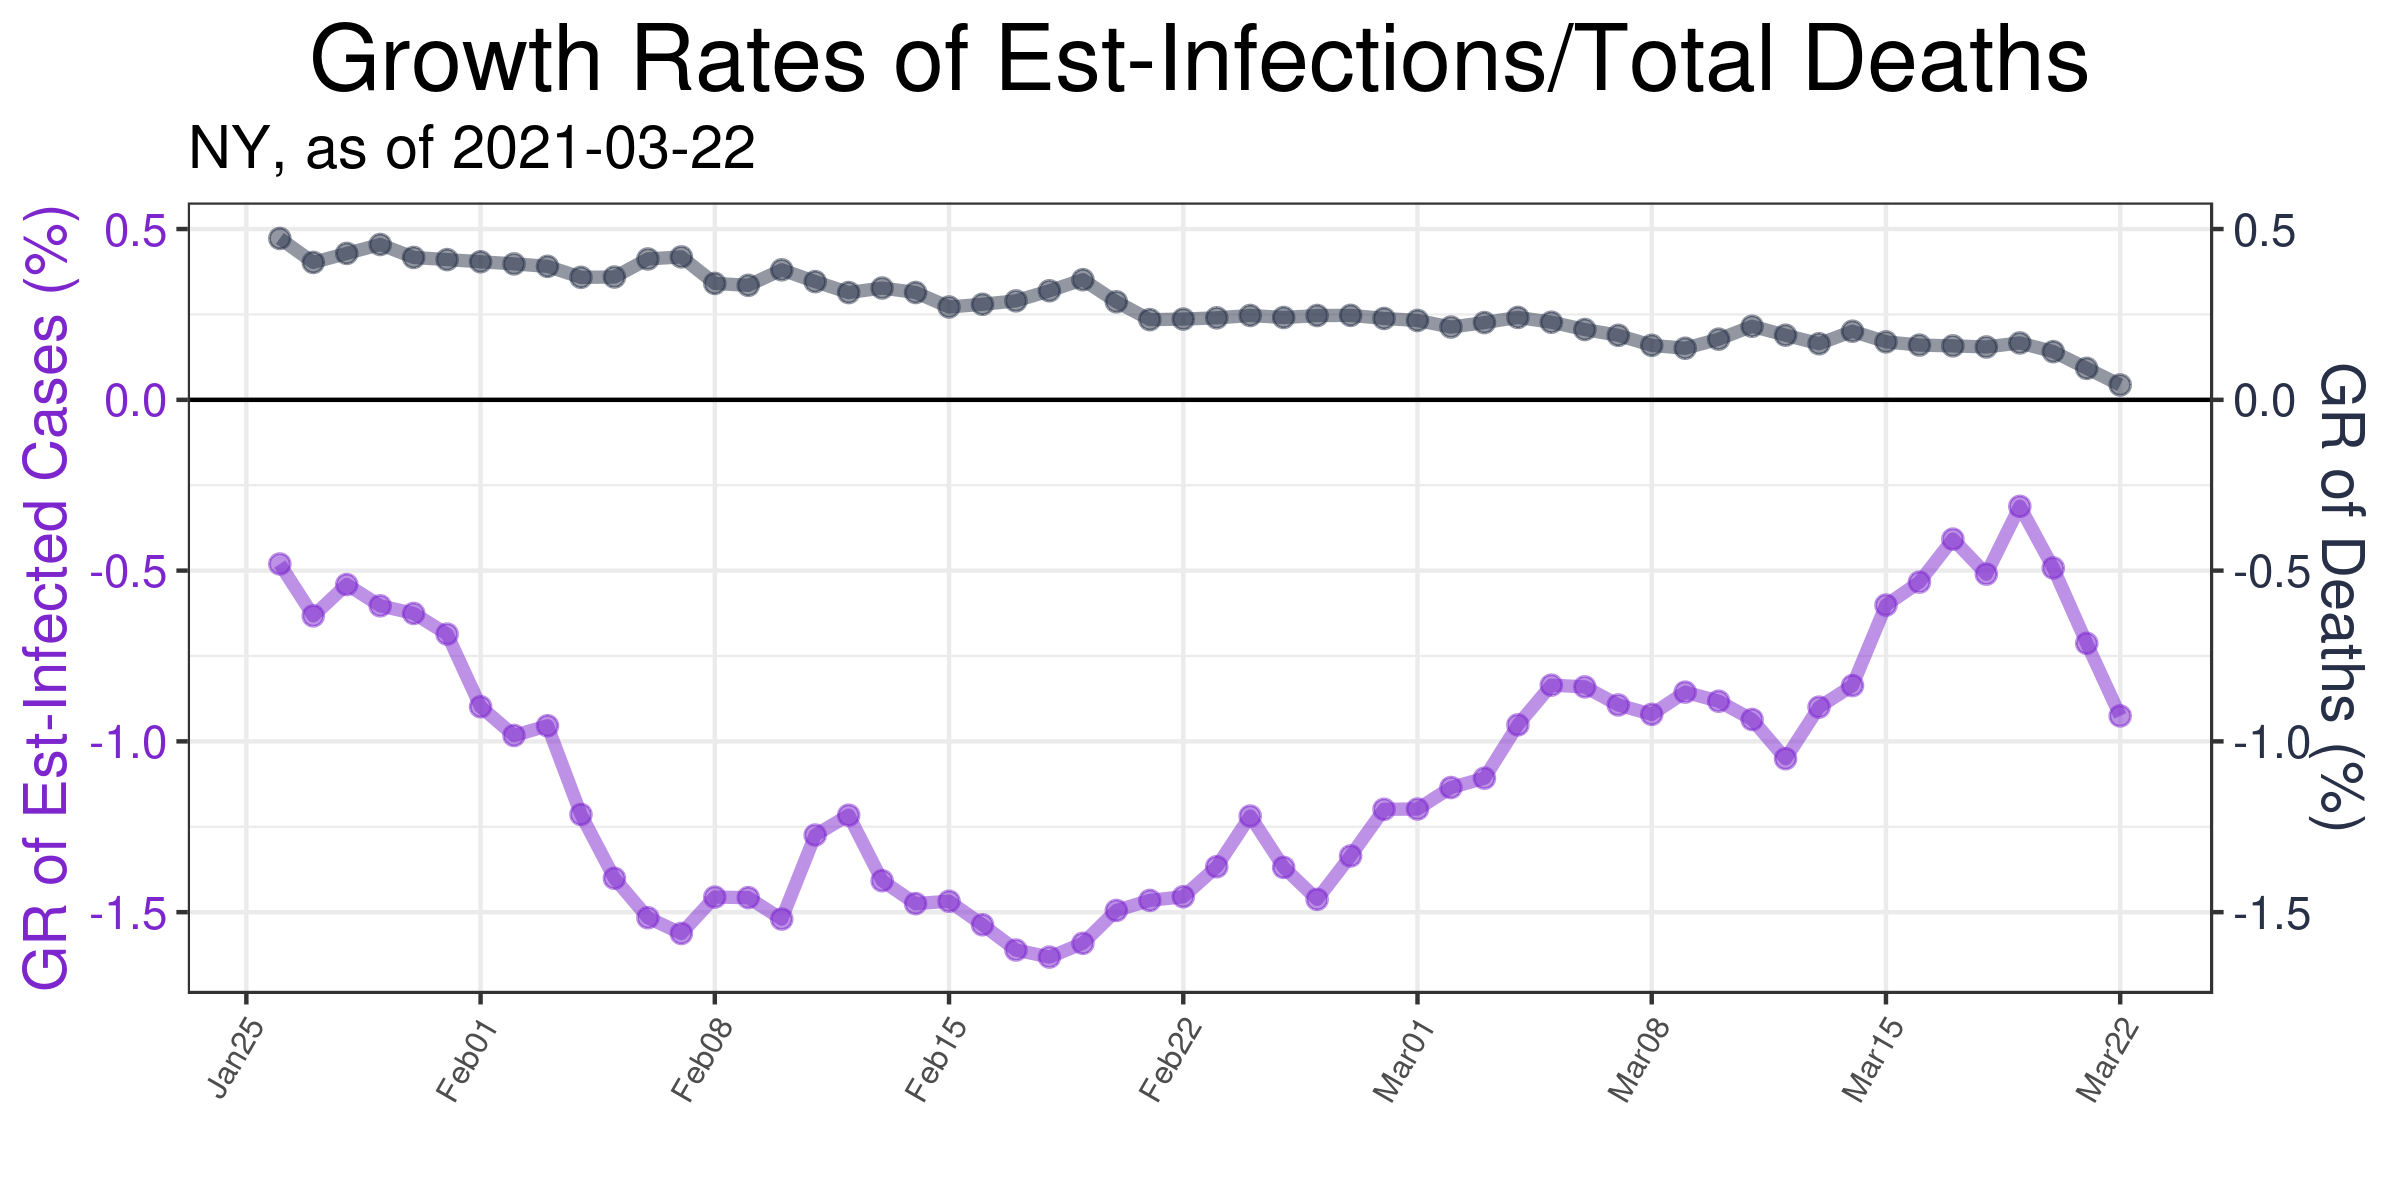 Growth Rates of Est-Infections/Total Deaths
NY, as of 2021-03-22
GR of Est-Infected Cases (%)
0.5
0.0
-0.5
-1.0
-1.5
0.5
0.0
-0.5
-1.0
-1.5
GR of Deaths (%)
Jan25
Feb01
Feb08
Feb15
Feb22
Mar01
Mar08
Mar15
Mar22